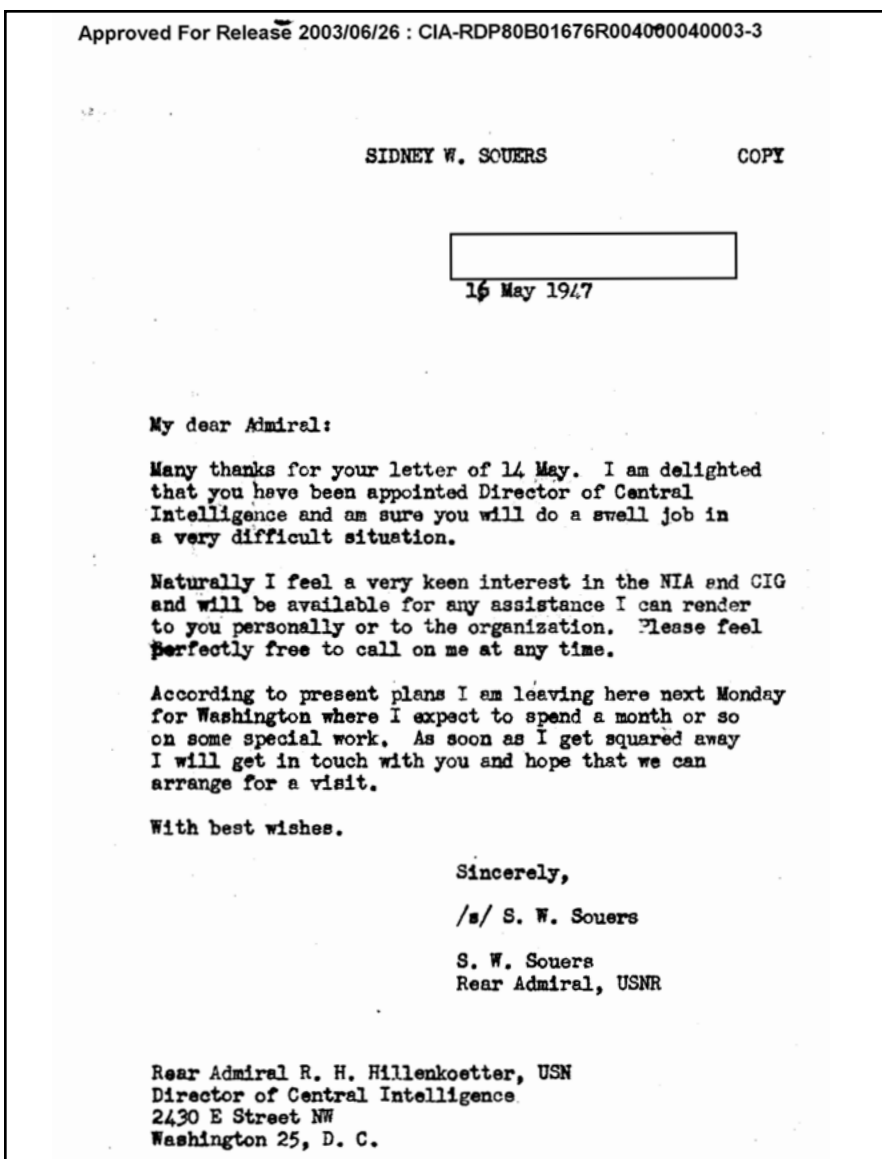 Approved For Release 2003/06/26 : CIA-RDP80B01676R004000040003-3
SIDNEY W. SOUERS COPY
16 May 1947
My dear Admiral:
Many thanks for your letter of 14 May. I am delighted
that you have been appointed Director of Central
Intelligence and am sure you will do a swell job in
a very difficult situation.
Naturally I feel a very keen interest in the NIA and CIG
and will be available for any assistance I can render
to you personally or to the organization. Please feel
perfectly free to call on me at any time.
According to present plans I am leaving here next Monday
for Washington where I expect to spend a month or so
on some special work. As soon as I get squared away
I will get in touch with you and hope that we can
arrange for a visit.
With best wishes.
Sincerely,
/s/ S. W. Souers
S. W. Souers
Rear Admiral, USNR
Rear Admiral R. H. Hillenkoetter, USN
Director of Central Intelligence
2430 E Street NW
Washington 25, D. C.